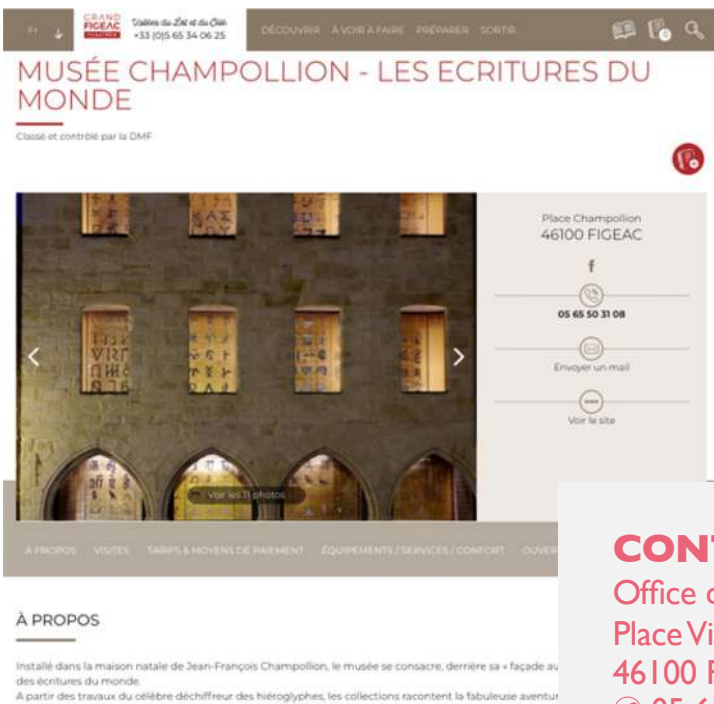 Fr
GRAND
FIGEAC
Vallées du Lot et du Célé
+33 (0)5 65 34 06 25
DÉCOUVRIR À VOIR À FAIRE PRÉPARER SORTIR
0
MUSÉE CHAMPOLLION - LES ECRITURES DU
MONDE
Classé et contrôlé par la DMF
Place Champollion
46100 FIGEAC
05 65 50 31 08
Envoyer un mail
Voir le site
Voir les 11 photos
À PROPOS VISITES TARIFS & MOYENS DE PAIEMENT ÉQUIPEMENTS / SERVICES / CONFORT
À PROPOS
Installé dans la maison natale de Jean-François Champollion, le musée se consacre, derrière sa « façade au
des écritures du monde.
A partir des travaux du célèbre déchiffreur des hiéroglyphes, les collections racontent la fabuleuse
Office
Place
46100
05